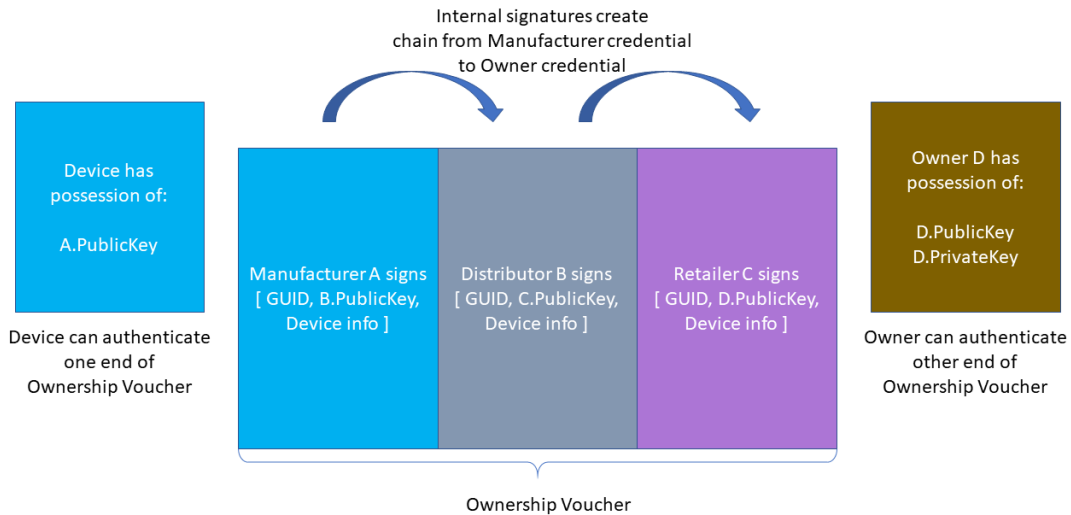 Internal signatures create
chain from Manufacturer credential
to Owner credential
Device has
possession of:
A.PublicKey
Device can authenticate
one end of
Ownership Voucher
Manufacturer A signs
[ GUID, B.PublicKey,
Device info ]
Distributor B signs
[ GUID, C.PublicKey,
Device info ]
Retailer C signs
[ GUID, D.PublicKey,
Device info ]
Owner D has
possession of:
D.PublicKey
D.PrivateKey
Owner can authenticate
other end of
Ownership Voucher
Ownership Voucher